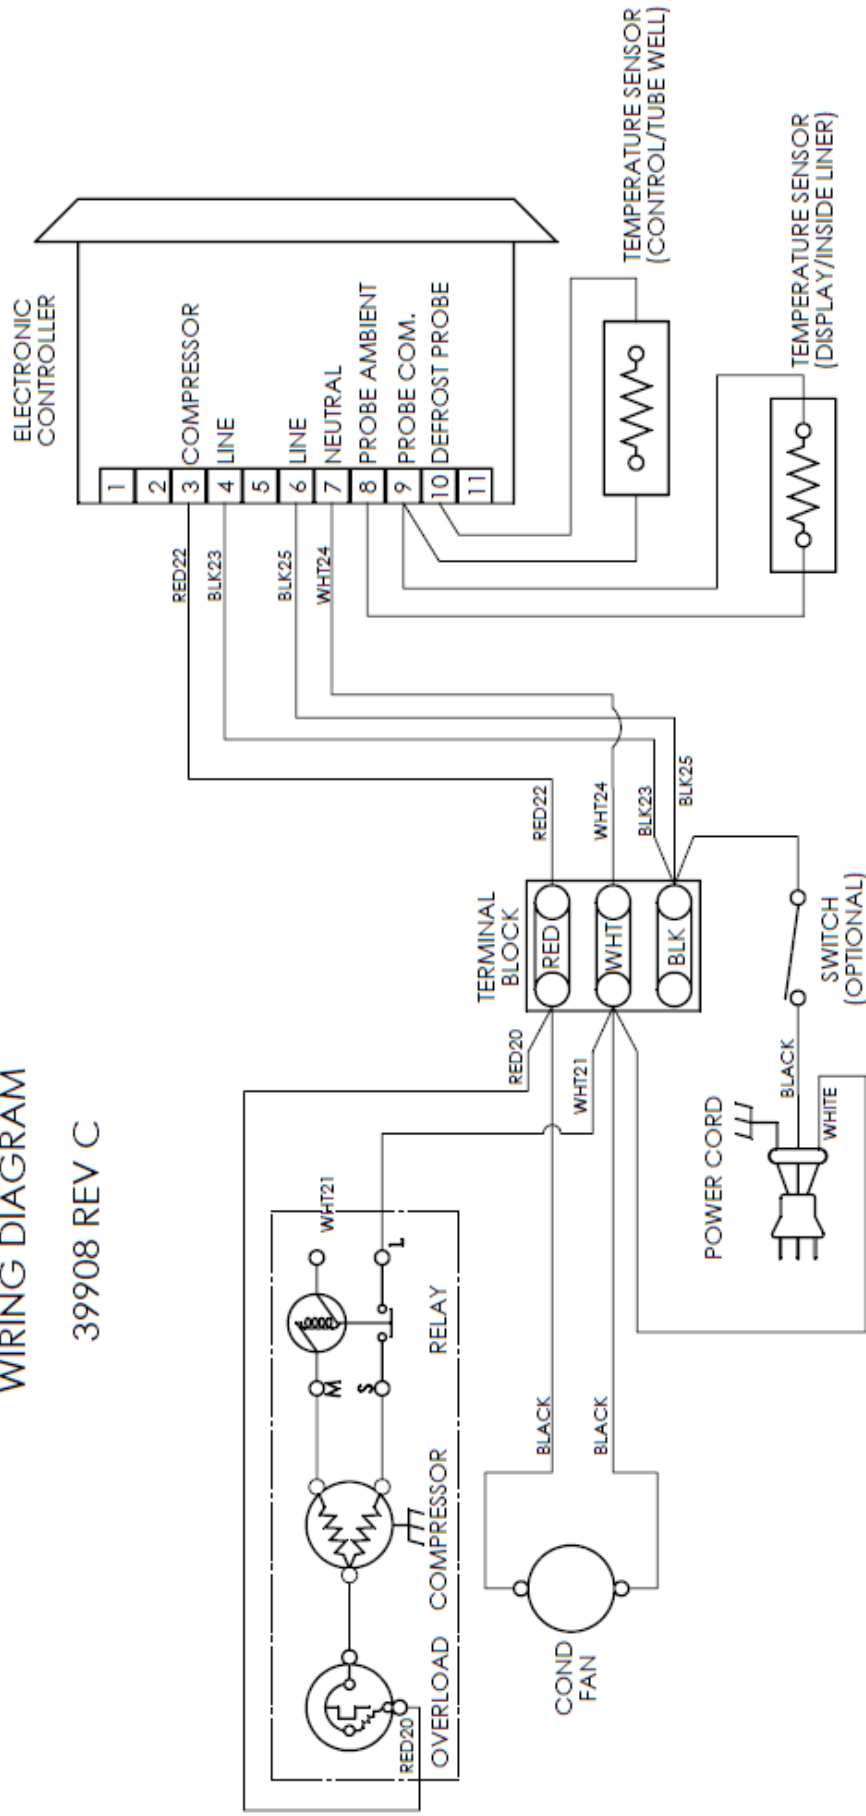 WIRING DIAGRAM
39908 REV C
ELECTRONIC
CONTROLLER
1
2
3 COMPRESSOR
4 LINE
5
6 LINE
7 NEUTRAL
8 PROBE AMBIENT
9 PROBE COM.
10 DEFROST PROBE
11
RED22
BLK23
BLK25
WHT24
TEMPERATURE SENSOR
(CONTROL/TUBE WELL)
TEMPERATURE SENSOR
(DISPLAY/INSIDE LINER)
TERMINAL
BLOCK
RED
WHT
BLK
RED22
WHT24
BLK23
BLK25
RED20
WHT21
SWITCH
(OPTIONAL)
BLACK
WHITE
POWER CORD
WHT21
L
M
S
RELAY
COMPRESSOR
OVERLOAD
RED20
BLACK
BLACK
COND
FAN